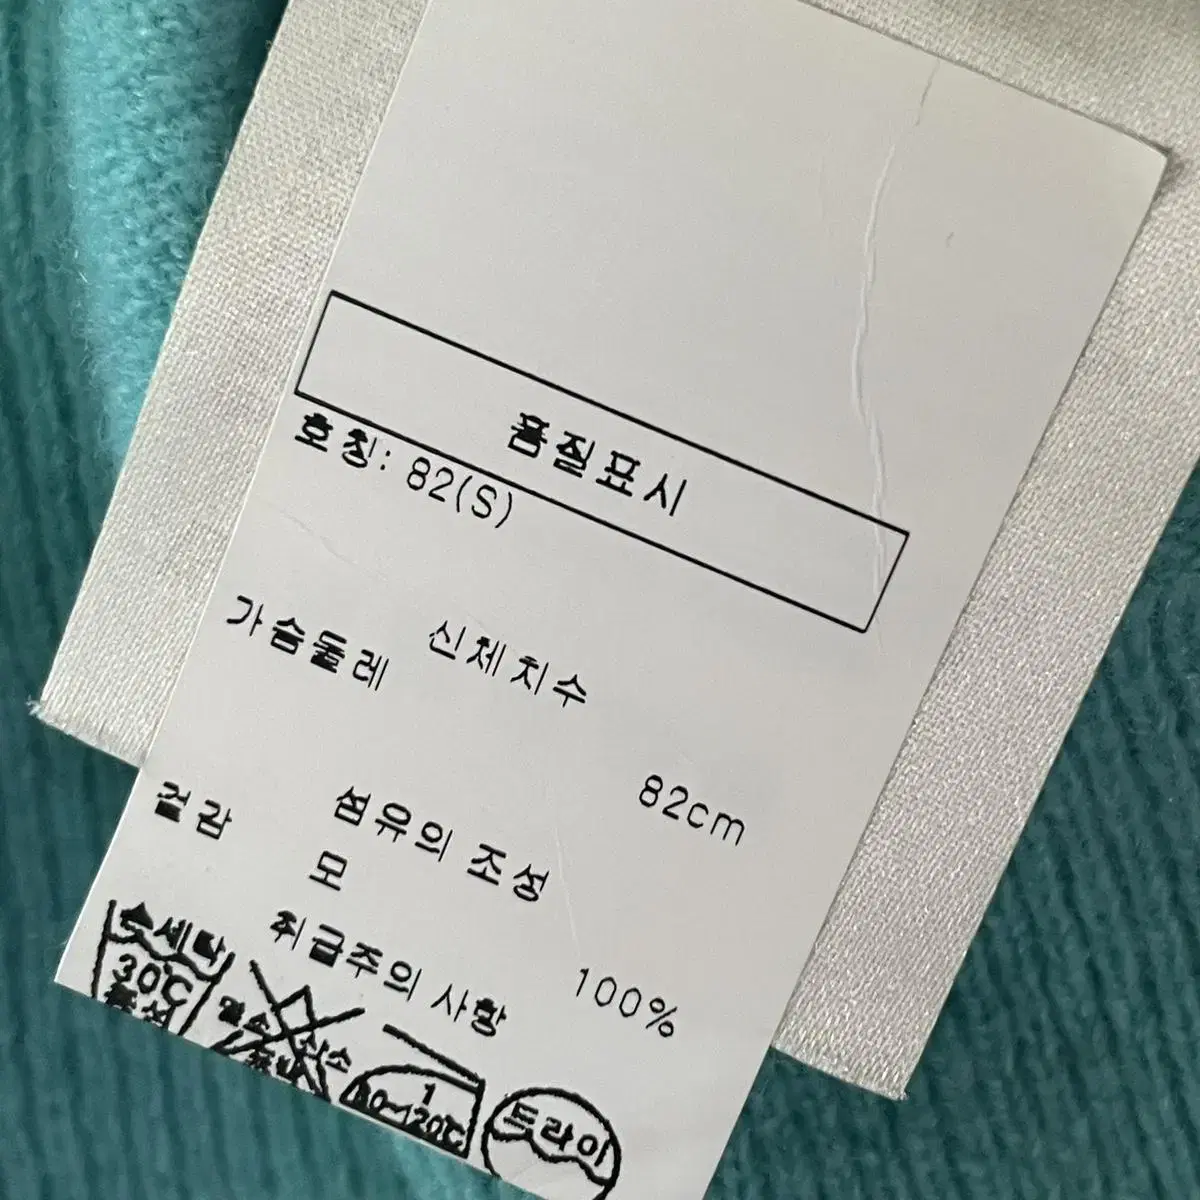 품질표시
호칭: 82(S)
신체치수
가슴둘레 82cm
섬유의 조성
겉감 모 100%
취급주의 사항
손세탁
30℃
중성
염소
산소
표백
1
80~120℃
드라이